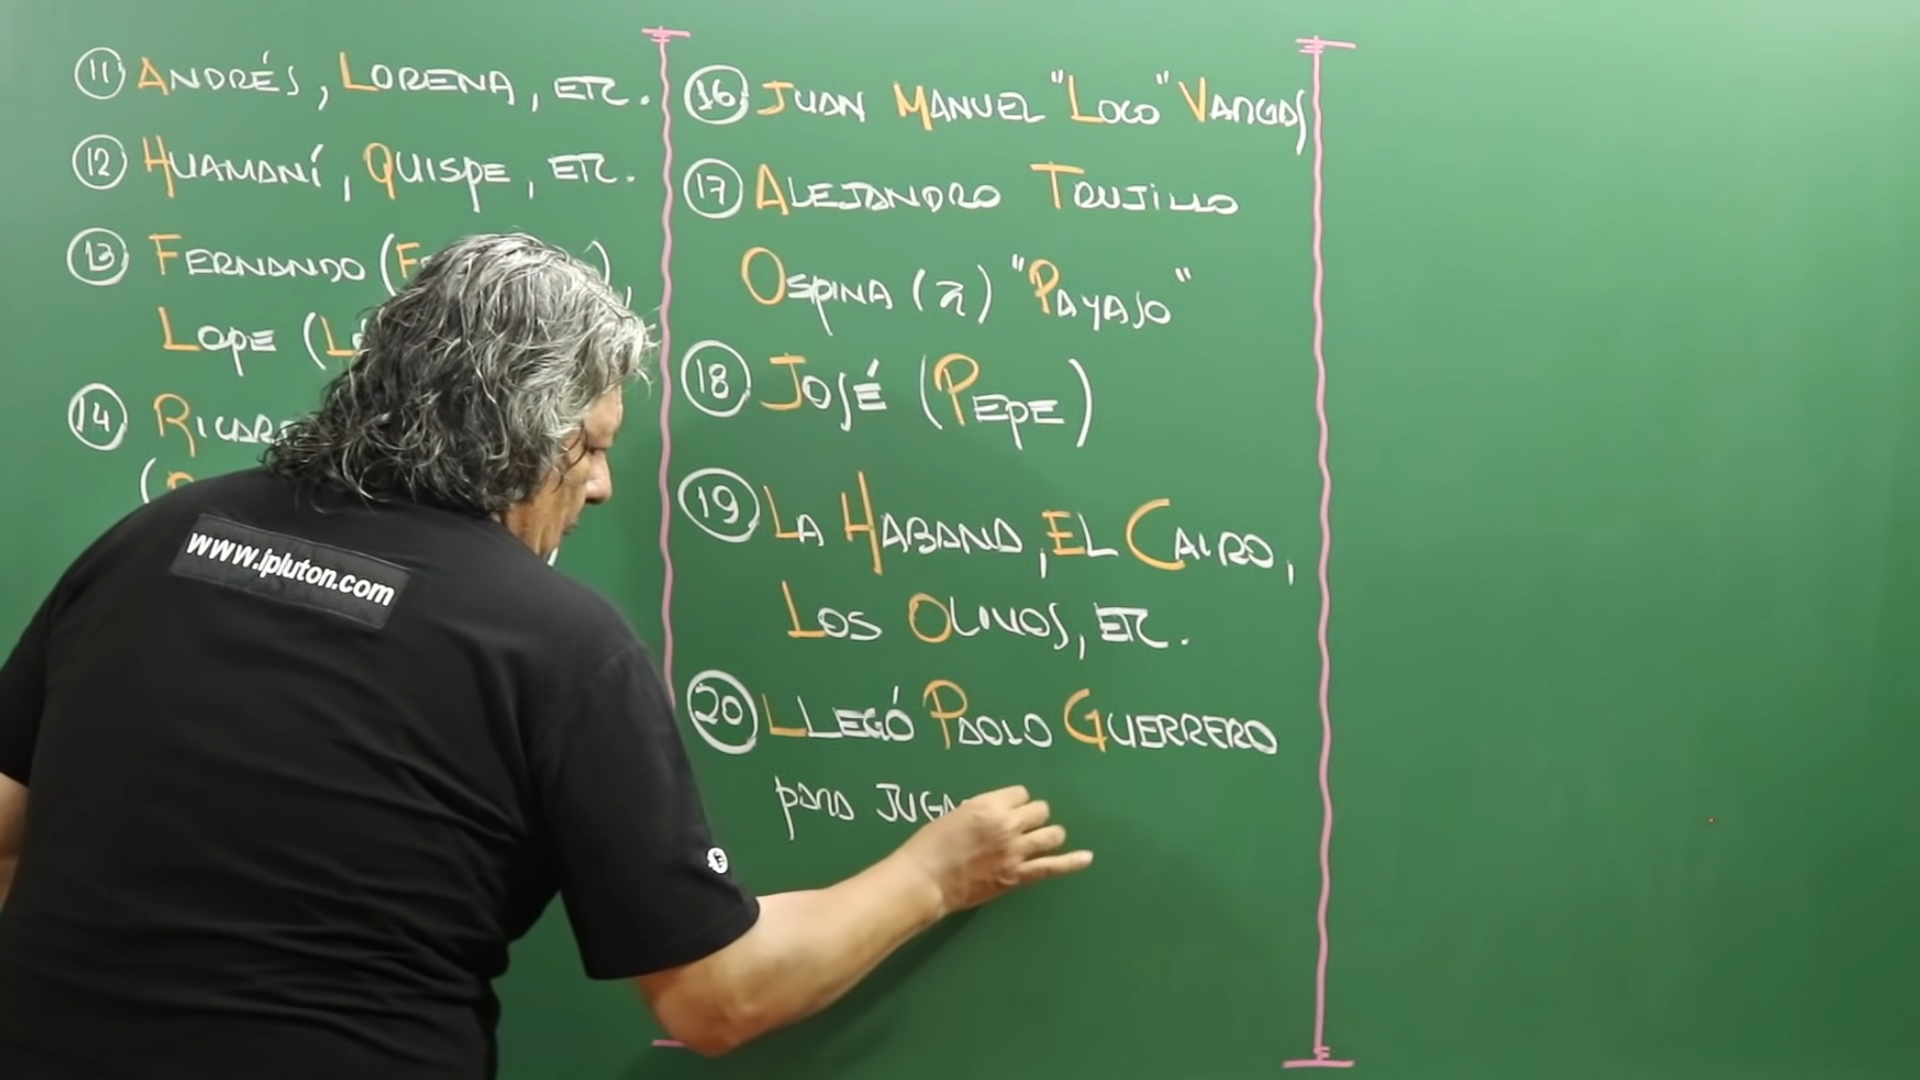 11 ANDRÉS, LORENA, ETC.
12 HUAMANÍ, QUISPE, ETC.
13 FERNANDO (
LOPE (
14
16 JUAN MANUEL "LOCO" VARGAS
17 ALEJANDRO TRUJILLO
OSPINA (a) "PAYASO"
18 JOSÉ (PEPE)
19 LA HABANA, EL CAIRO,
LOS OLIVOS, ETC.
20 LLEGÓ PAOLO GUERRERO
para
www.ipluton.com